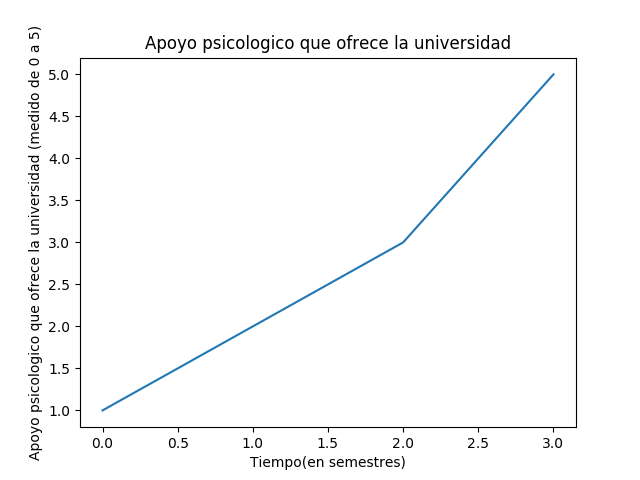 Apoyo psicologico que ofrece la universidad
Apoyo psicologico que ofrece la universidad (medido de 0 a 5)
5.0
4.5
4.0
3.5
3.0
2.5
2.0
1.5
1.0
0.0 0.5 1.0 1.5 2.0 2.5 3.0
Tiempo(en semestres)